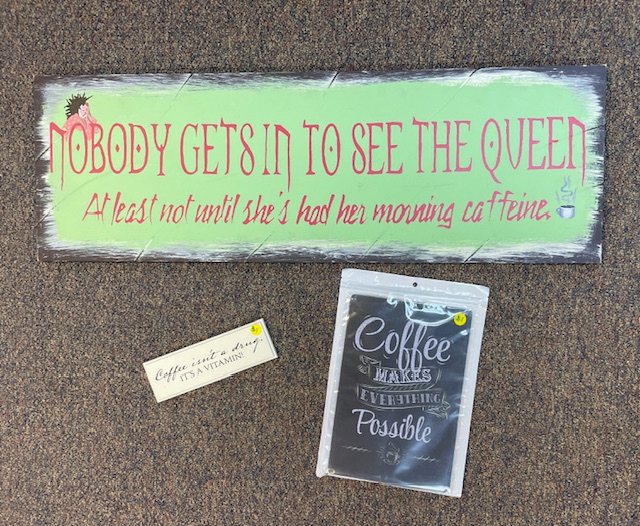 NOBODY GETS IN TO SEE THE QUEEN
At least not until she's had her morning caffeine.
Coffee isn't a drug.
IT'S A VITAMIN!
Coffee
MAKES
EVERYTHING
Possible